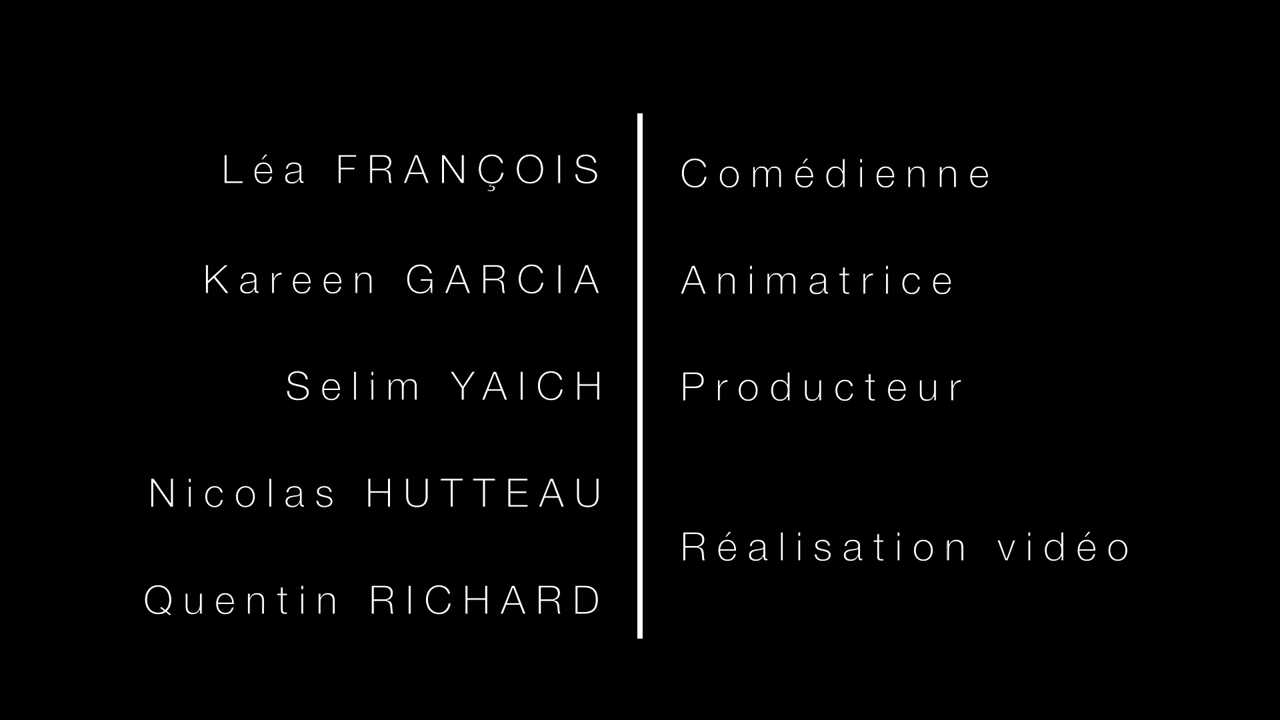 Léa FRANÇOIS Comédienne
Kareen GARCIA Animatrice
Selim YAICH Producteur
Nicolas HUTTEAU
Réalisation vidéo
Quentin RICHARD